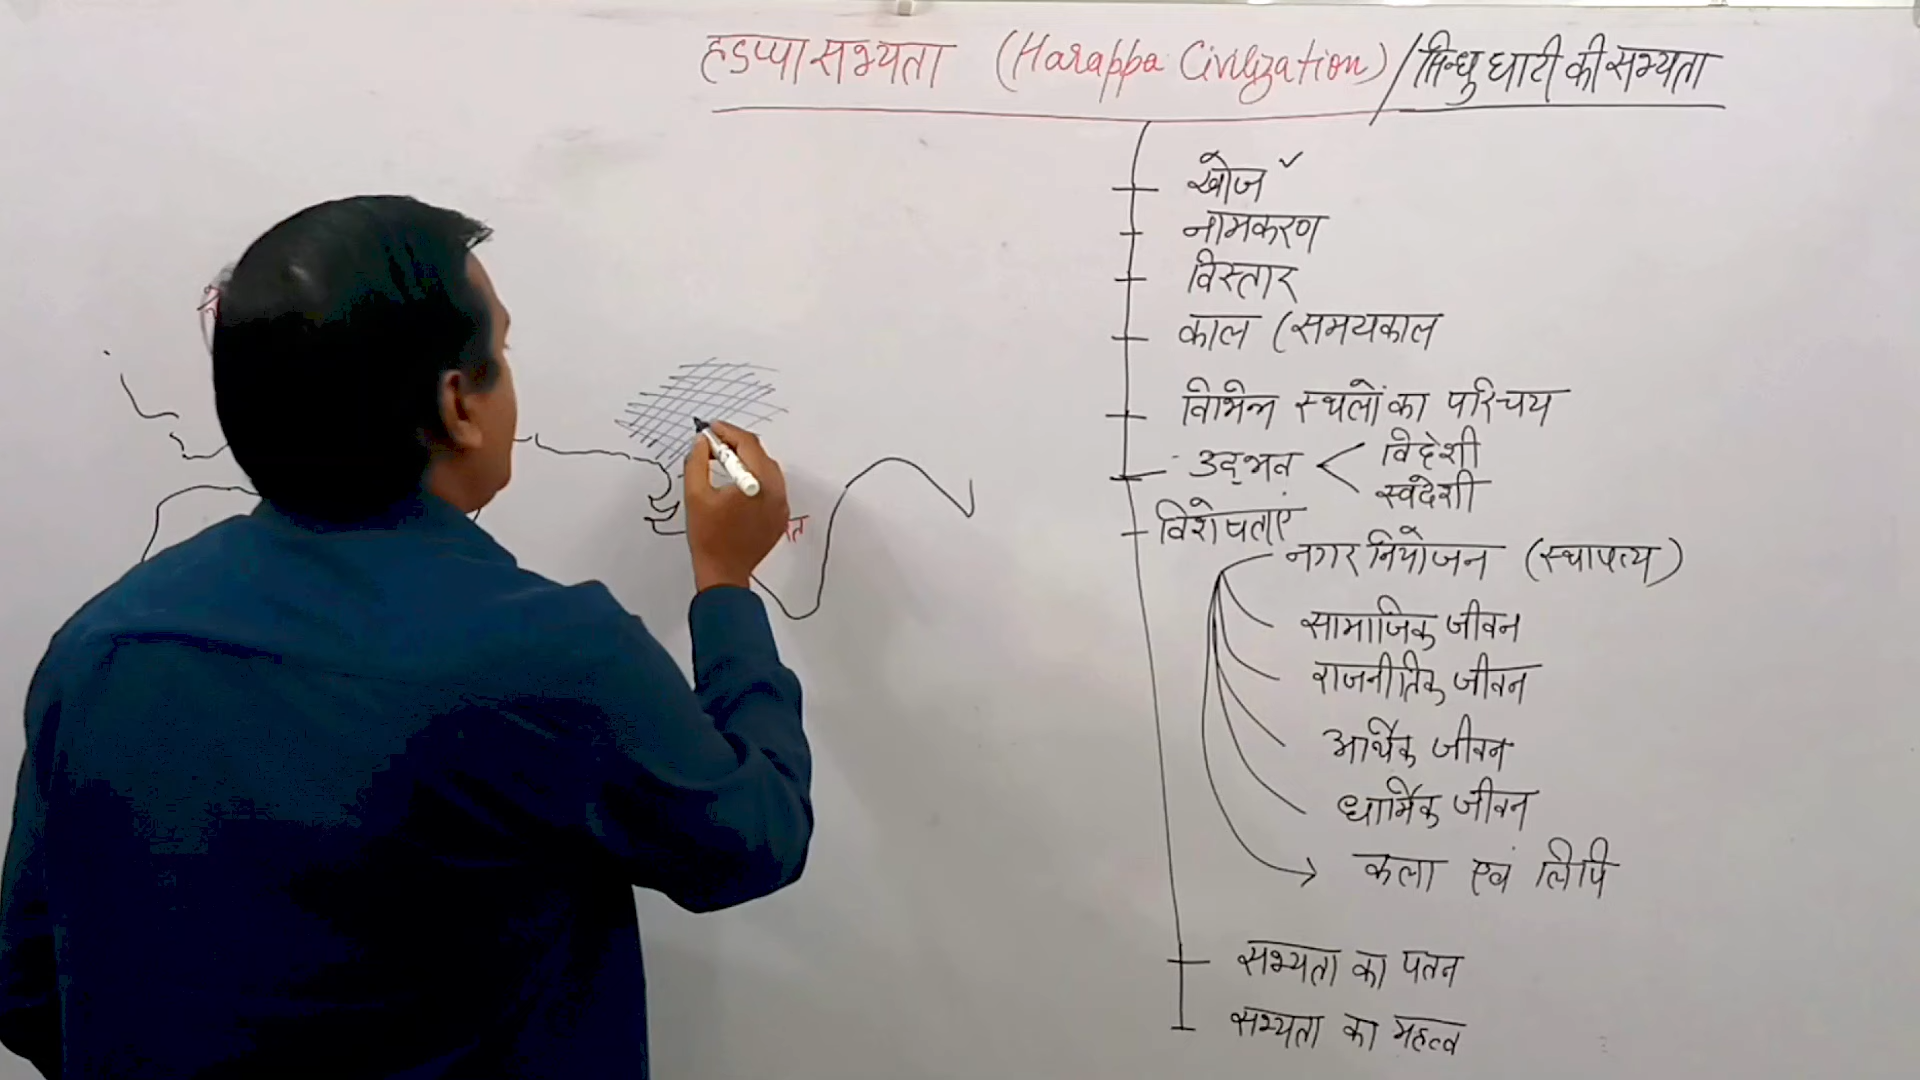 हडप्पा सभ्यता (Harappa Civilization) / सिन्धु घाटी की सभ्यता
खोज ✓
नामकरण
विस्तार
काल (समयकाल
विभिन्न स्थलों का परिचय
उद्भव < विदेशी
स्वदेशी
विशेषताएं
नगर नियोजन (स्थापत्य)
सामाजिक जीवन
राजनीतिक जीवन
आर्थिक जीवन
धार्मिक जीवन
कला एवं लिपि
सभ्यता का पतन
सभ्यता का महत्व